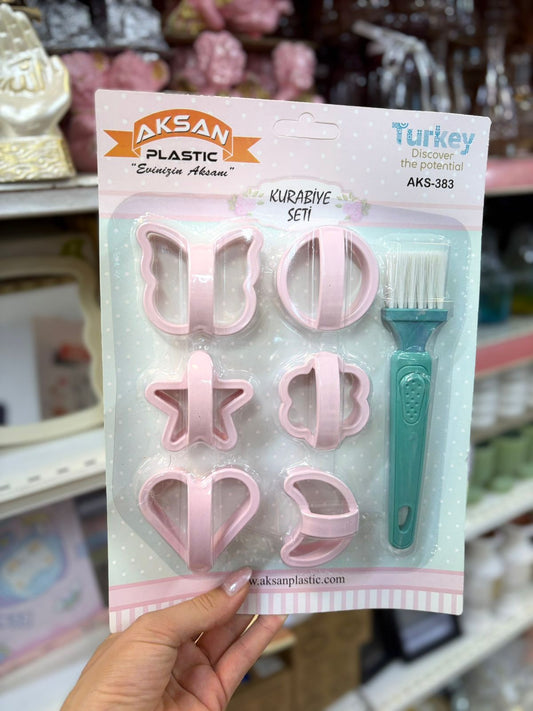 AKSAN
PLASTIC
"Evinizin Aksanı"
Turkey
Discover
the potential
AKS-383
KURABİYE
SETİ
www.aksanplastic.com